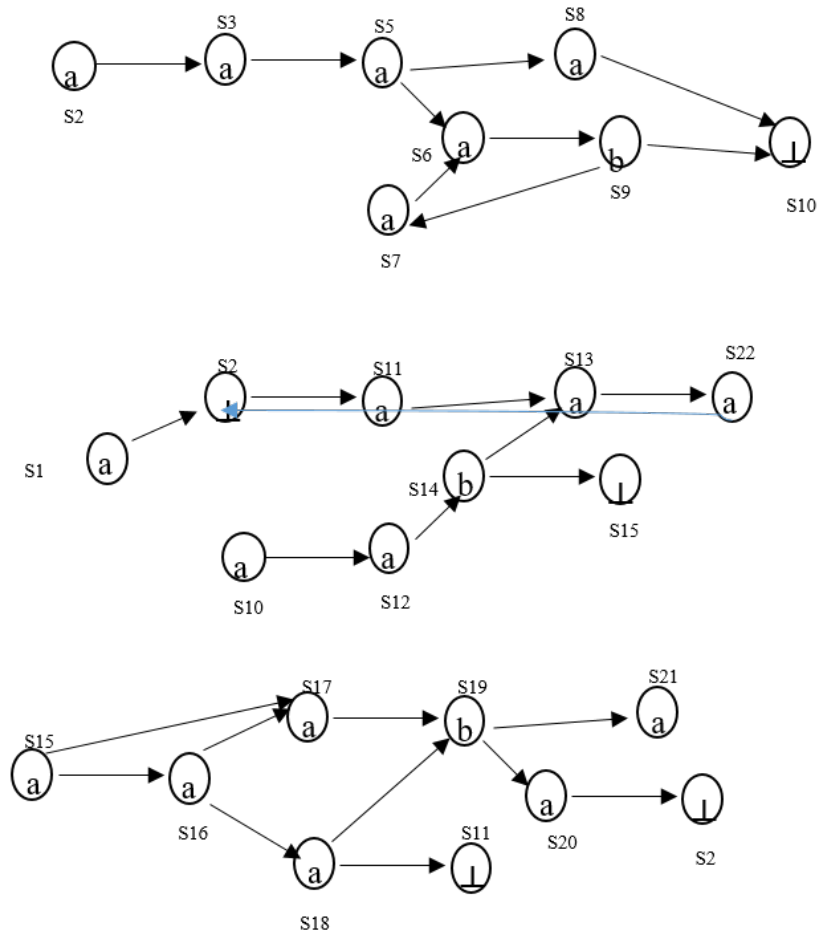 S3 S5 S8
a a a a
S2
a b ⊥
S6
S9 S10
a
S7
S2 S11 S13 S22
⊥ a a a
S1 a
S14 b ⊥
S15
a a
S10 S12
S17 S19 S21
a b a
S15
a a a ⊥
S16 S11 S20 S2
a ⊥
S18